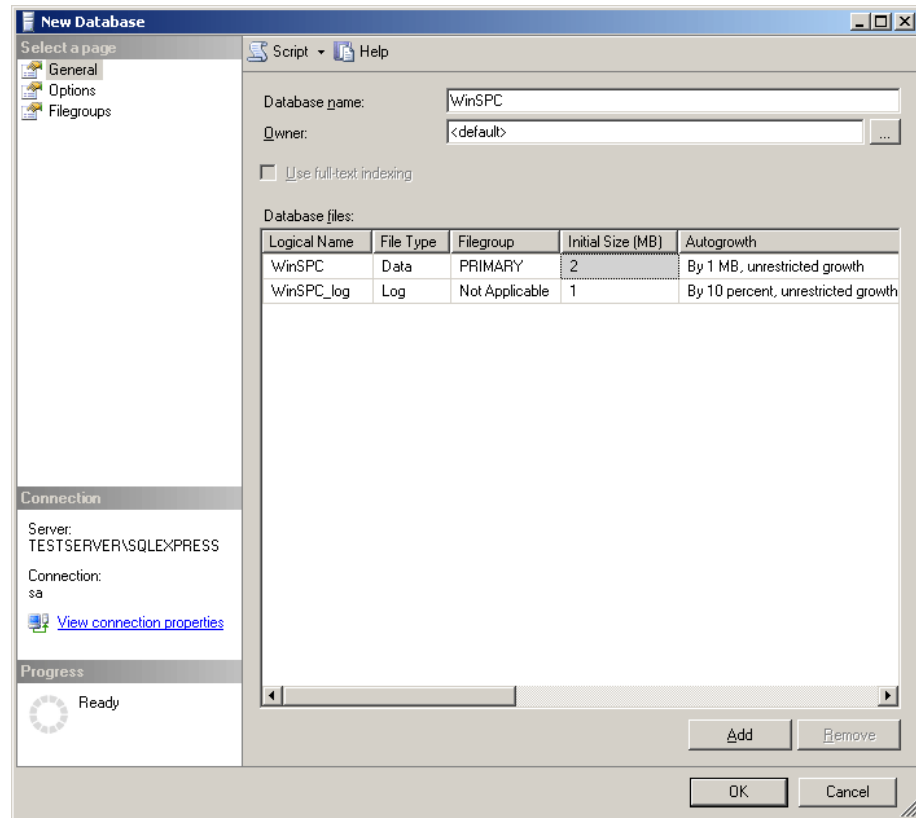 New Database
Select a page
General
Options
Filegroups
Script
Help
Database name:
WinSPC
Owner:
<default>
...
Use full-text indexing
Database files:
Logical Name File Type Filegroup Initial Size (MB) Autogrowth
WinSPC Data PRIMARY 2 By 1 MB, unrestricted growth
WinSPC_log Log Not Applicable 1 By 10 percent, unrestricted growth
Connection
Server:
TESTSERVER\SQLEXPRESS
Connection:
sa
View connection properties
Progress
Ready
Add
Remove
OK
Cancel